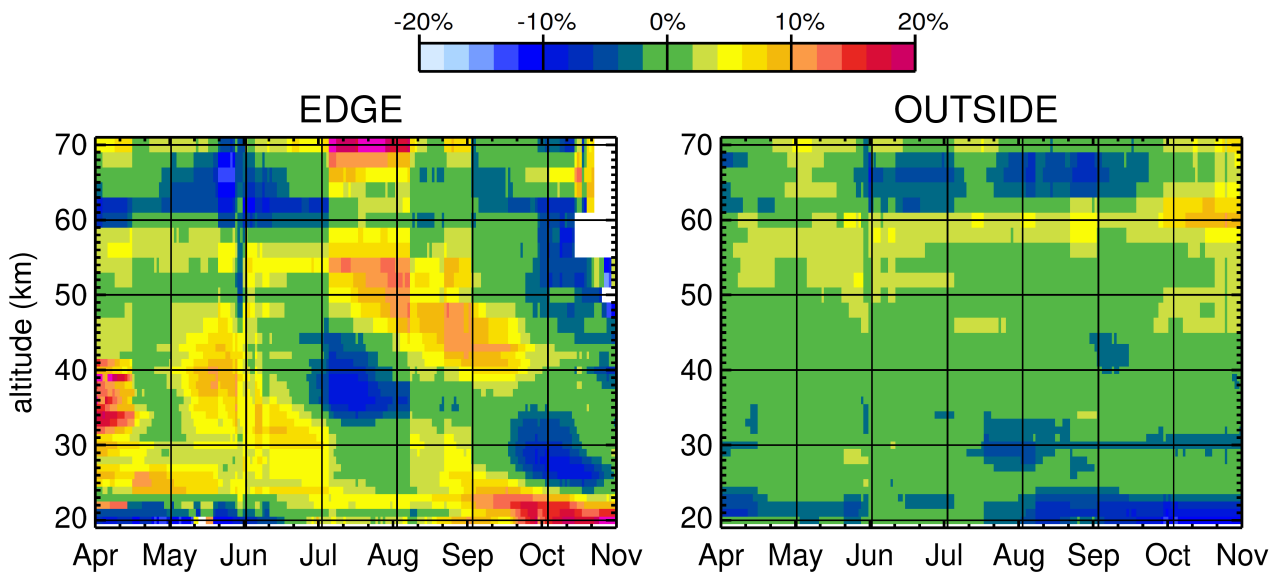 -20% -10% 0% 10% 20%
EDGE OUTSIDE
altitude (km)
70 70
60 60
50 50
40 40
30 30
20 20
Apr May Jun Jul Aug Sep Oct Nov Apr May Jun Jul Aug Sep Oct Nov